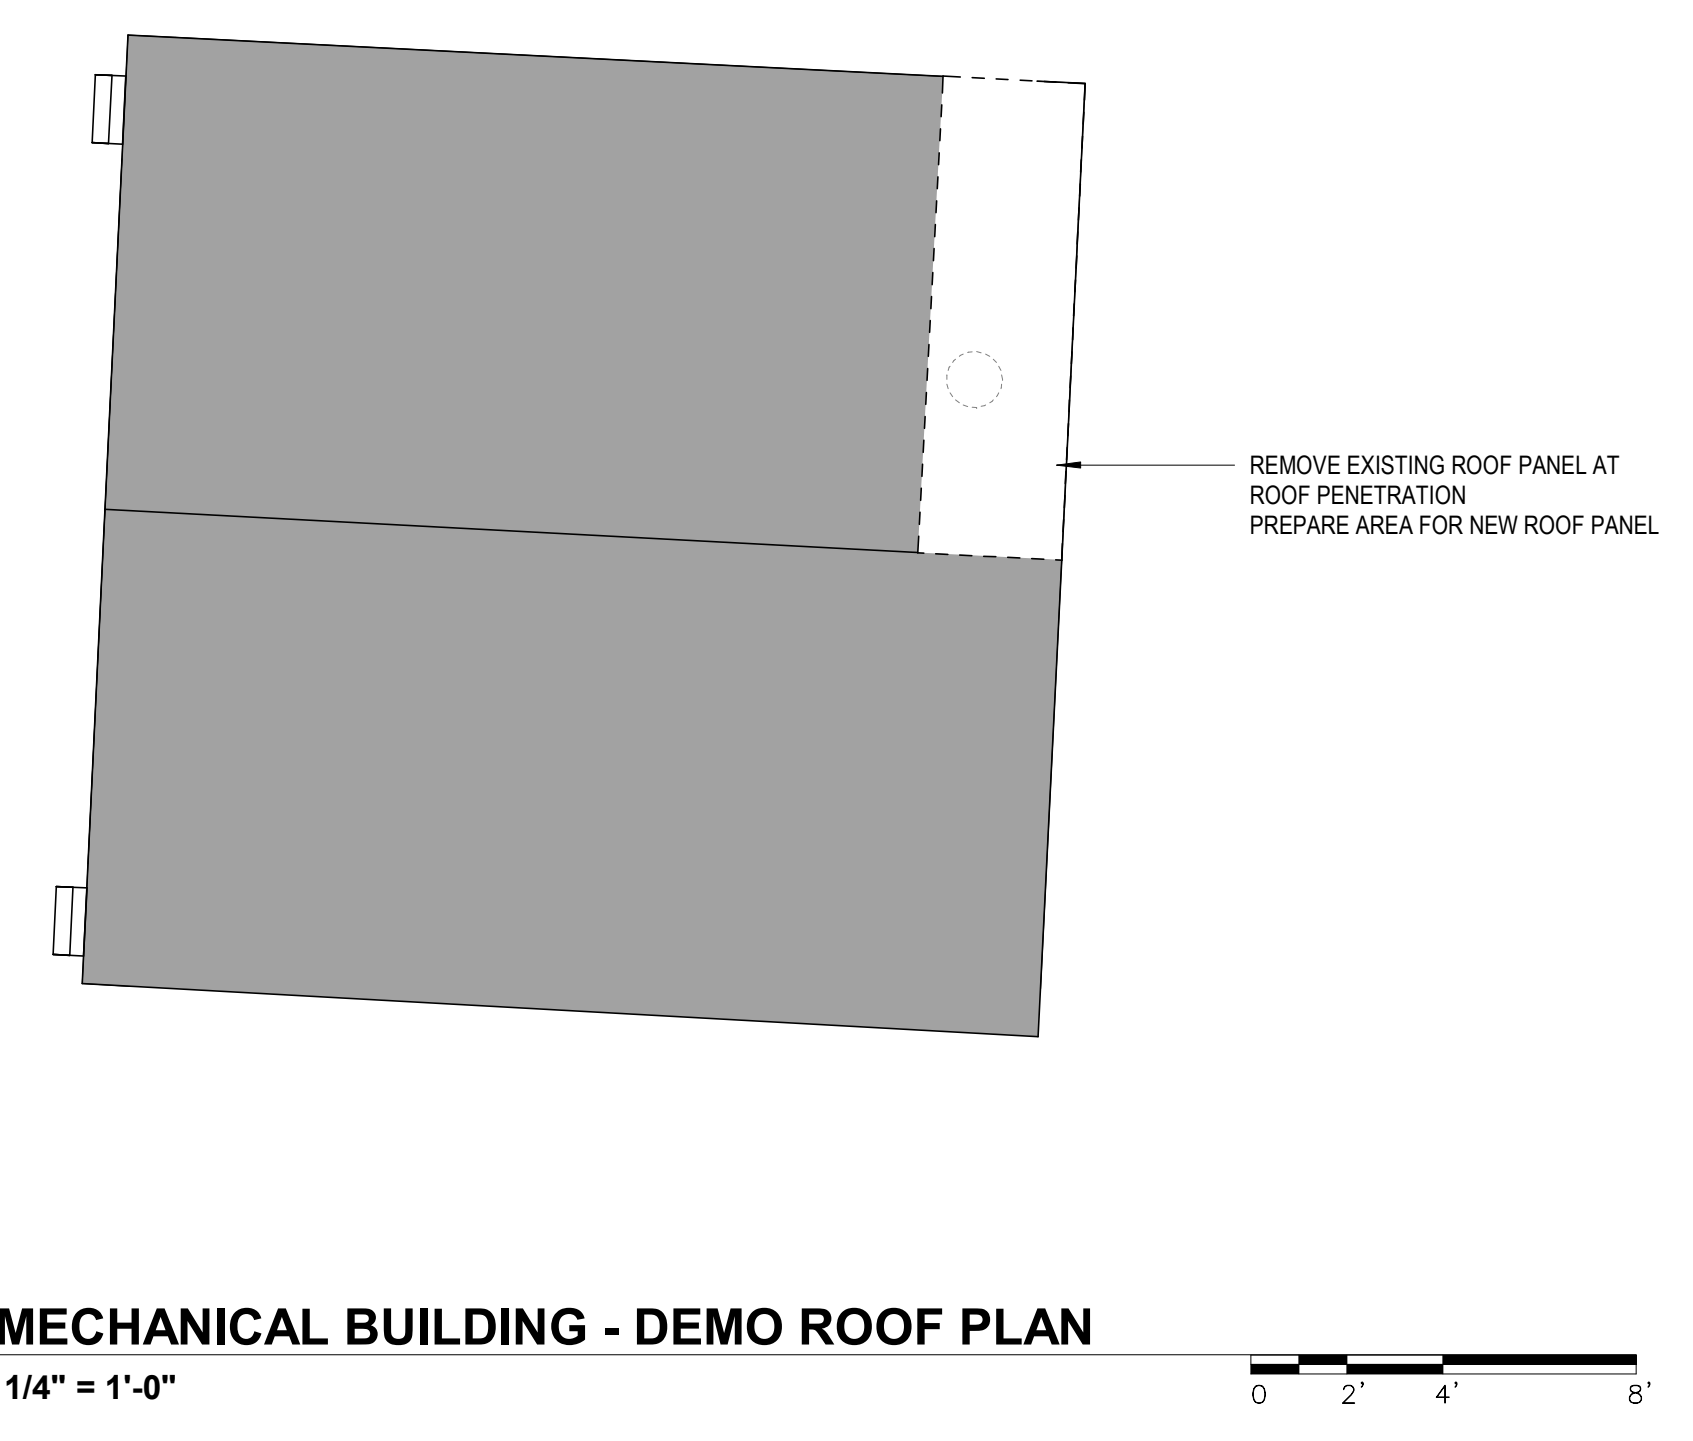 REMOVE EXISTING ROOF PANEL AT
ROOF PENETRATION
PREPARE AREA FOR NEW ROOF PANEL
MECHANICAL BUILDING - DEMO ROOF PLAN
1/4" = 1'-0"
0 2' 4' 8'